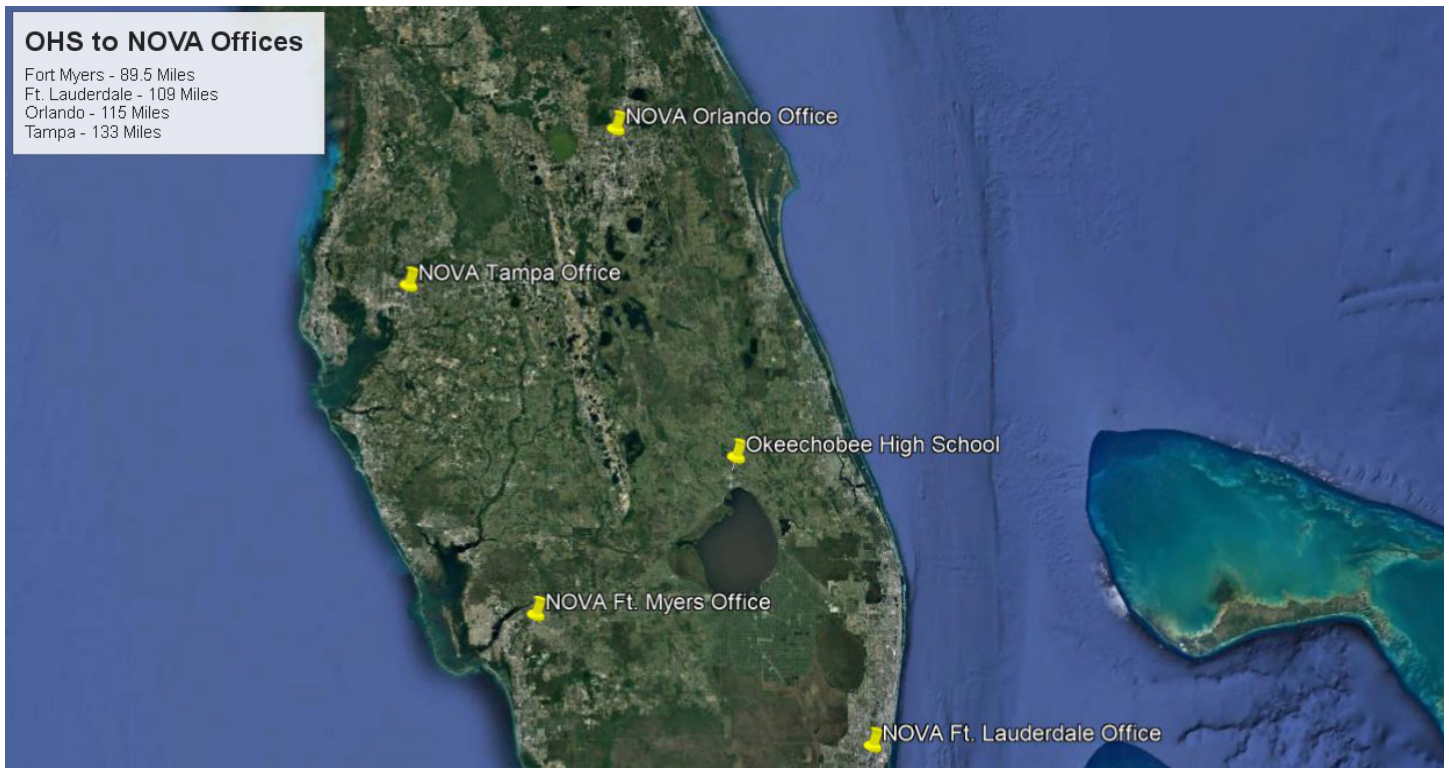 OHS to NOVA Offices
Fort Myers - 89.5 Miles
Ft. Lauderdale - 109 Miles
Orlando - 115 Miles
Tampa - 133 Miles
NOVA Orlando Office
NOVA Tampa Office
Okeechobee High School
NOVA Ft. Myers Office
NOVA Ft. Lauderdale Office